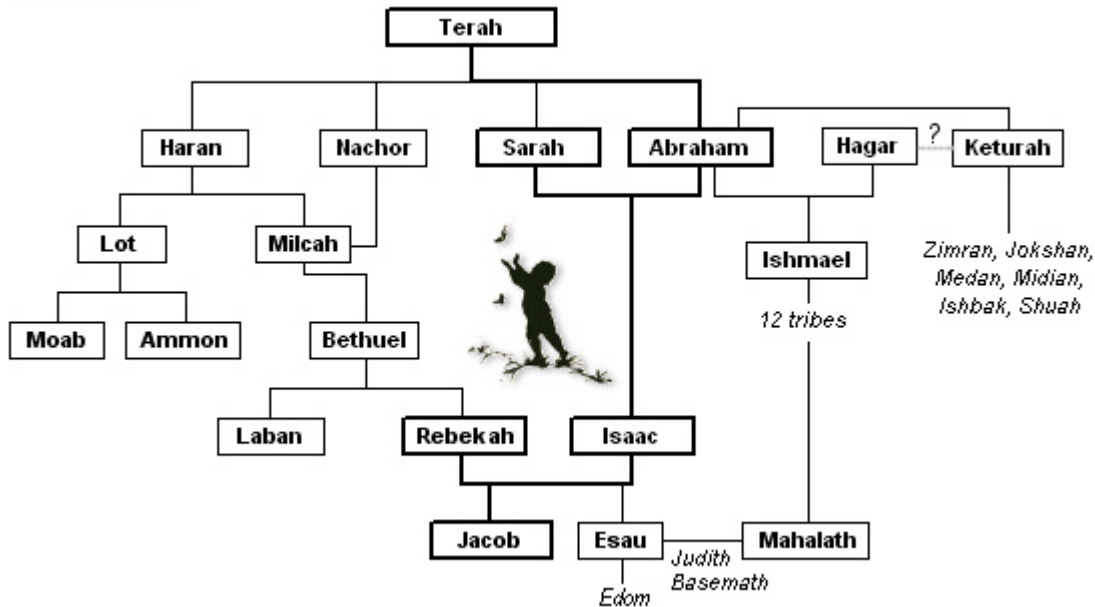 Terah
Haran
Nachor
Sarah
Abraham
Hagar
?
Keturah
Lot
Milcah
Ishmael
Zimran, Jokshan,
Medan, Midian,
Ishbak, Shuah
Moab
Ammon
Bethuel
12 tribes
Laban
Rebekah
Isaac
Jacob
Esau
Judith
Basemath
Mahalath
Edom